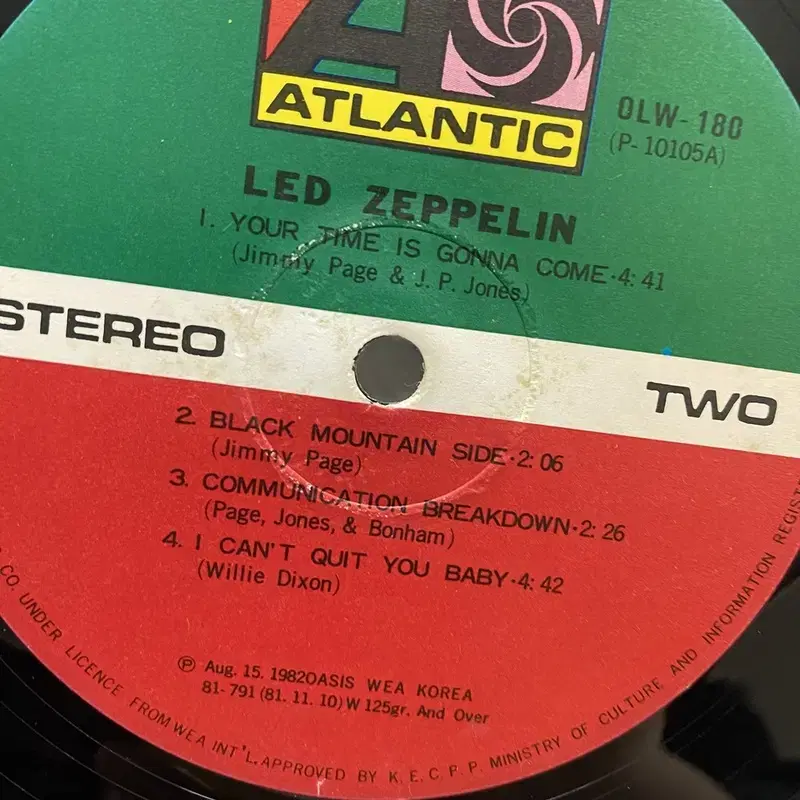 ATLANTIC
OLW-180
(P-10105A)
LED ZEPPELIN
1. YOUR TIME IS GONNA COME·4:41
(Jimmy Page & J. P. Jones)
STEREO
TWO
2. BLACK MOUNTAIN SIDE·2:06
(Jimmy Page)
3. COMMUNICATION BREAKDOWN·2:26
(Page, Jones, & Bonham)
4. I CAN'T QUIT YOU BABY·4:42
(Willie Dixon)
Ⓟ Aug. 15. 1982OASIS WEA KOREA
81-791 (81. 11. 10) W 125gr. And Over
CO. UNDER LICENCE FROM WEA INT'L. APPROVED BY K. E. C. P. P. MINISTRY OF CULTURE AND INFORMATION